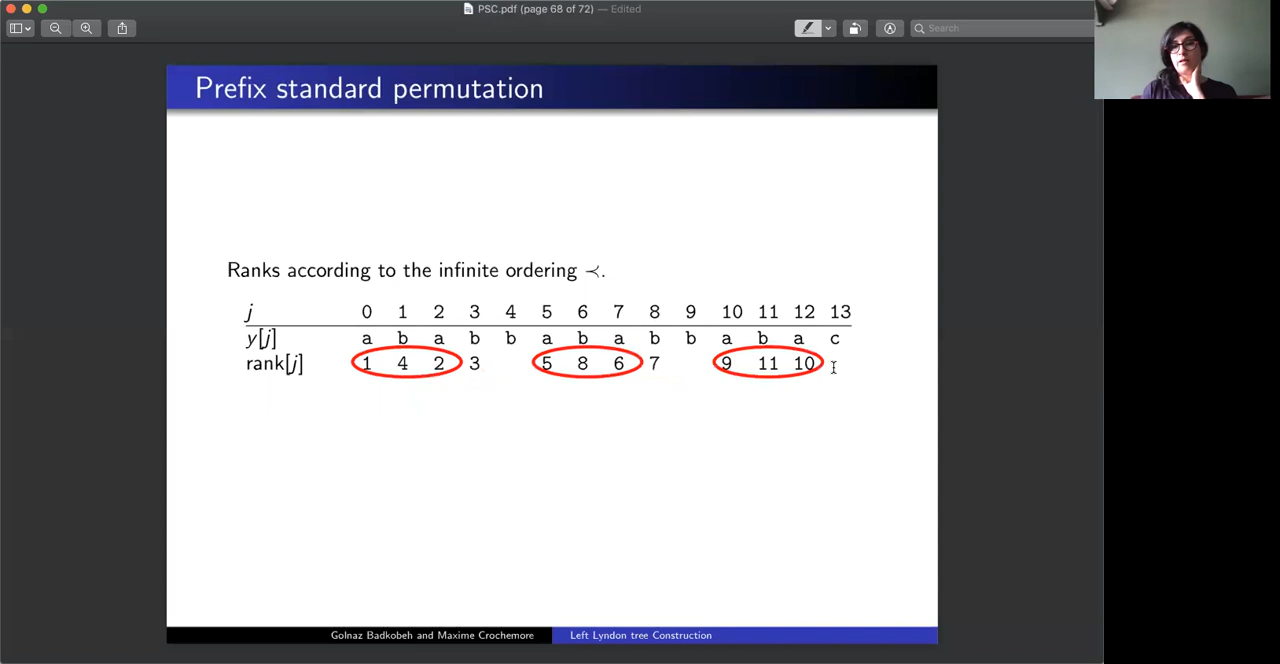 PSC.pdf (page 68 of 72) — Edited
Search
Prefix standard permutation
Ranks according to the infinite ordering ≺.
j 0 1 2 3 4 5 6 7 8 9 10 11 12 13
y[j] a b a b b a b a b b a b a c
rank[j] 1 4 2 3 5 8 6 7 9 11 10
Golnaz Badkobeh and Maxime Crochemore Left Lyndon tree Construction